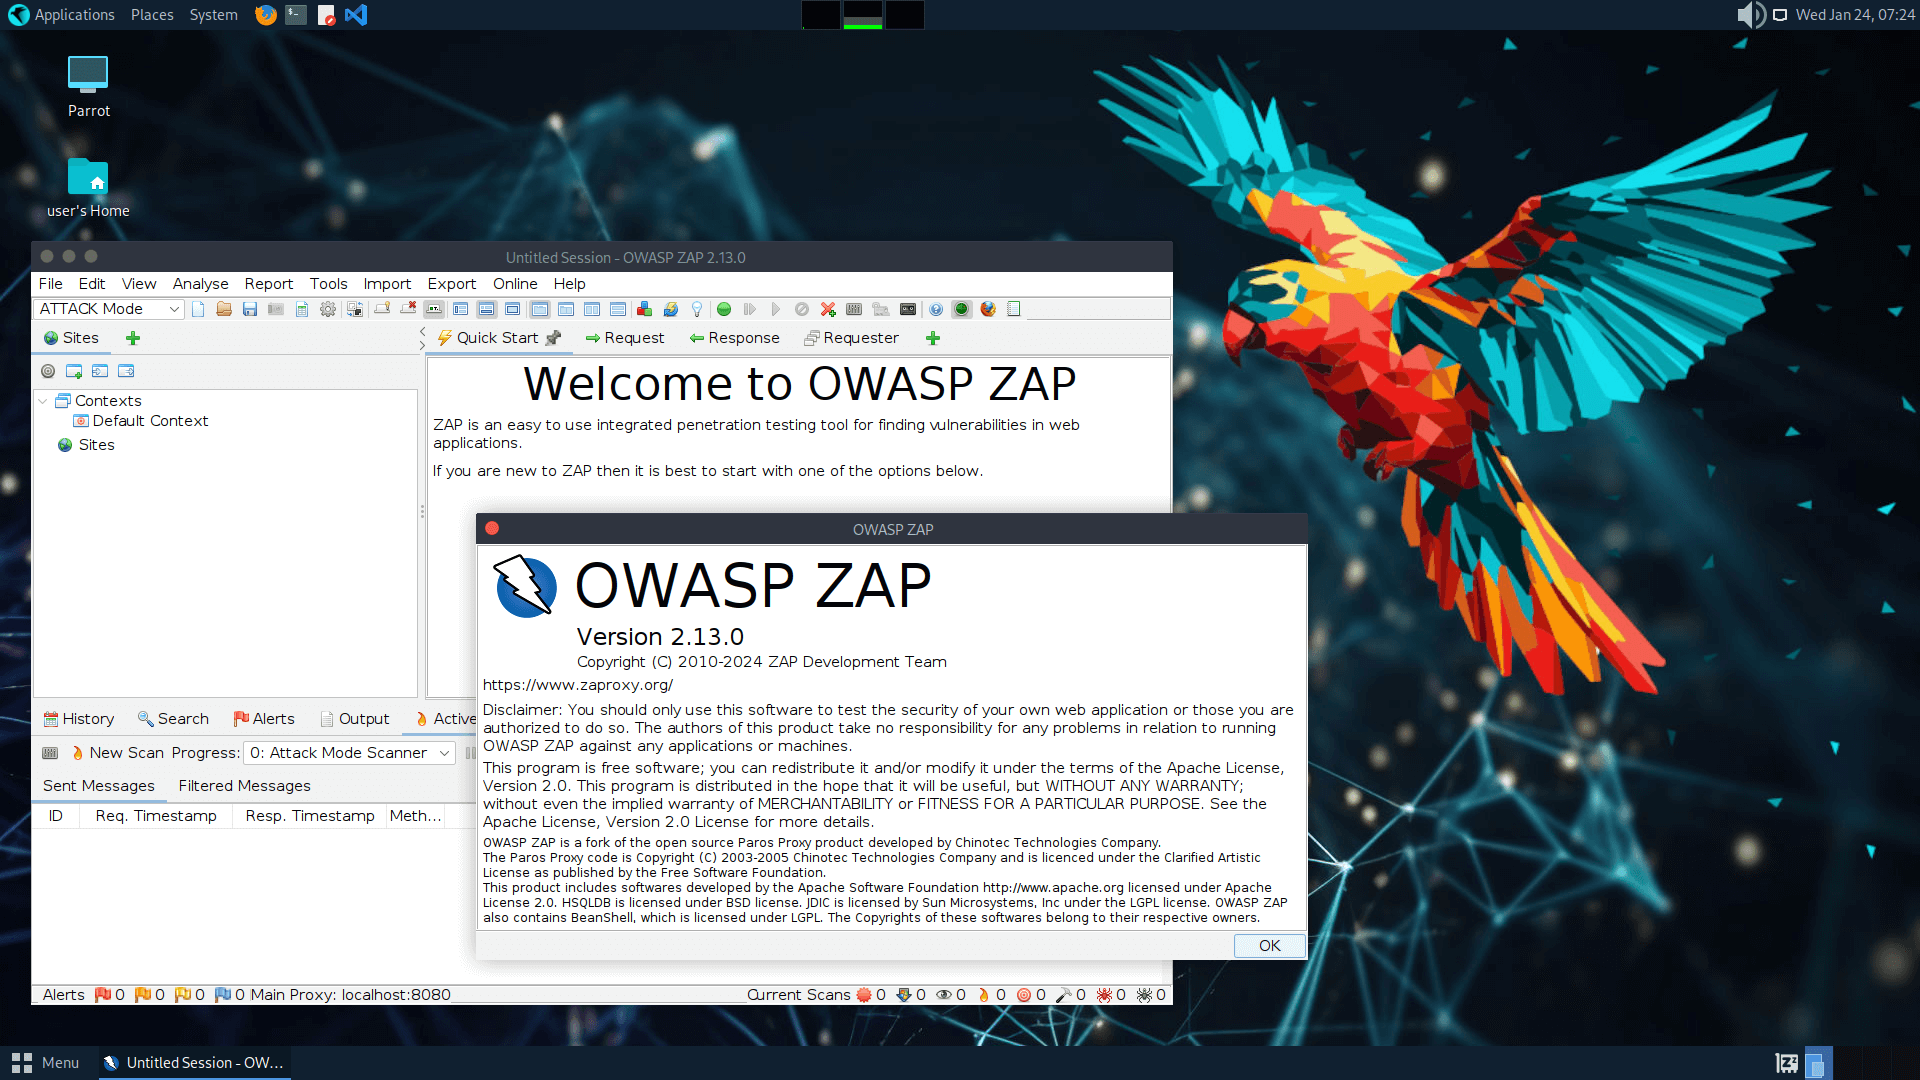 Applications Places System
Wed Jan 24, 07:24
Parrot
user's Home
Untitled Session - OWASP ZAP 2.13.0
File Edit View Analyse Report Tools Import Export Online Help
ATTACK Mode
Sites
Quick Start Request Response Requester
Contexts
Default Context
Sites
Welcome to OWASP ZAP
ZAP is an easy to use integrated penetration testing tool for finding vulnerabilities in web
applications.
If you are new to ZAP then it is best to start with one of the options below.
OWASP ZAP
OWASP ZAP
Version 2.13.0
Copyright (C) 2010-2024 ZAP Development Team
https://www.zaproxy.org/
Disclaimer: You should only use this software to test the security of your own web application or those you are
authorized to do so. The authors of this product take no responsibility for any problems in relation to running
OWASP ZAP against any applications or machines.
This program is free software; you can redistribute it and/or modify it under the terms of the Apache License,
Version 2.0. This program is distributed in the hope that it will be useful, but WITHOUT ANY WARRANTY;
without even the implied warranty of MERCHANTABILITY or FITNESS FOR A PARTICULAR PURPOSE. See the
Apache License, Version 2.0 License for more details.
OWASP ZAP is a fork of the open source Paros Proxy product developed by Chinotec Technologies Company.
The Paros Proxy code is Copyright (C) 2003-2005 Chinotec Technologies Company and is licenced under the Clarified Artistic
License as published by the Free Software Foundation.
This product includes softwares developed by the Apache Software Foundation http://www.apache.org licensed under Apache
License 2.0. HSQLDB is licensed under BSD license. JDIC is licensed by Sun Microsystems, Inc under the LGPL license. OWASP ZAP
also contains BeanShell, which is licensed under LGPL. The Copyrights of these softwares belong to their respective owners.
OK
History Search Alerts Output Active
New Scan Progress: 0: Attack Mode Scanner
Sent Messages Filtered Messages
ID Req. Timestamp Resp. Timestamp Meth...
Alerts 0 0 0 0 Main Proxy: localhost:8080
Current Scans 0 0 0 0 0 0 0 0
Menu Untitled Session - OW...